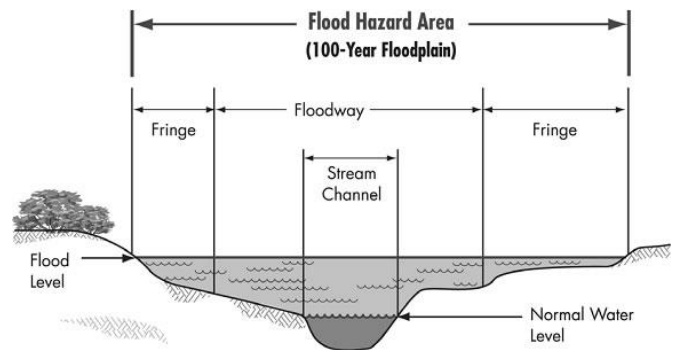 Flood Hazard Area
(100-Year Floodplain)
Fringe
Floodway
Fringe
Stream
Channel
Flood
Level
Normal Water
Level